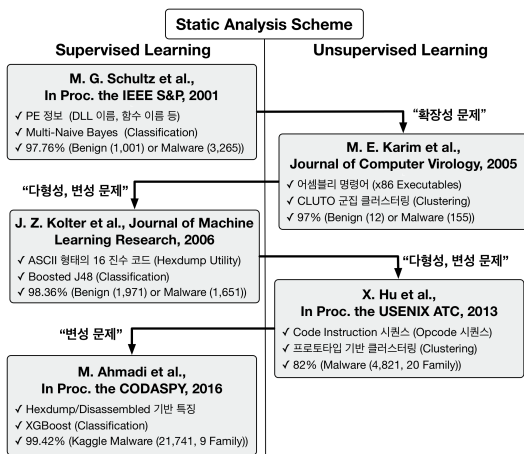 Static Analysis Scheme
Supervised Learning
Unsupervised Learning
M. G. Schultz et al.,
In Proc. the IEEE S&P, 2001
✓ PE 정보 (DLL 이름, 함수 이름 등)
✓ Multi-Naive Bayes (Classification)
✓ 97.76% (Benign (1,001) or Malware (3,265))
“확장성 문제”
M. E. Karim et al.,
Journal of Computer Virology, 2005
✓ 어셈블리 명령어 (x86 Executables)
✓ CLUTO 군집 클러스터링 (Clustering)
✓ 97% (Benign (12) or Malware (155))
“다형성, 변성 문제”
J. Z. Kolter et al., Journal of Machine
Learning Research, 2006
✓ ASCII 형태의 16 진수 코드 (Hexdump Utility)
✓ Boosted J48 (Classification)
✓ 98.36% (Benign (1,971) or Malware (1,651))
“다형성, 변성 문제”
X. Hu et al.,
In Proc. the USENIX ATC, 2013
✓ Code Instruction 시퀀스 (Opcode 시퀀스)
✓ 프로토타입 기반 클러스터링 (Clustering)
✓ 82% (Malware (4,821, 20 Family))
“변성 문제”
M. Ahmadi et al.,
In Proc. the CODASPY, 2016
✓ Hexdump/Disassembled 기반 특징
✓ XGBoost (Classification)
✓ 99.42% (Kaggle Malware (21,741, 9 Family))